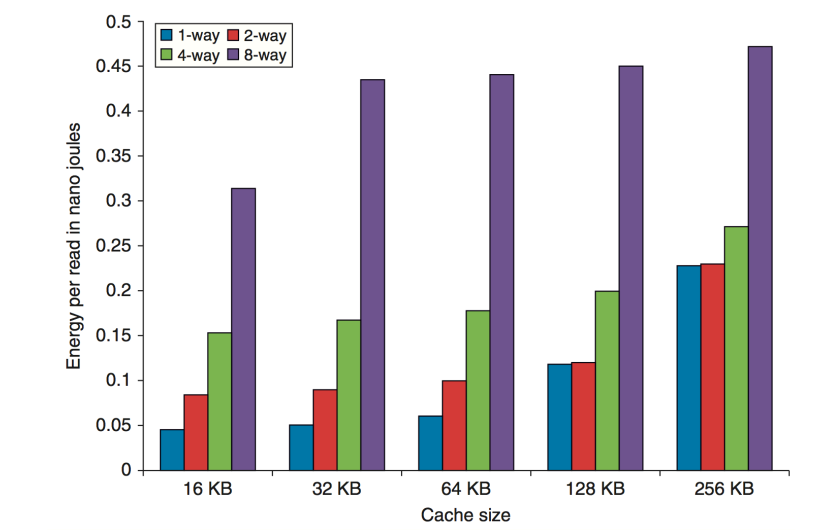 Energy per read in nano joules
0.5
0.45
0.4
0.35
0.3
0.25
0.2
0.15
0.1
0.05
0
1-way 2-way
4-way 8-way
16 KB 32 KB 64 KB 128 KB 256 KB
Cache size